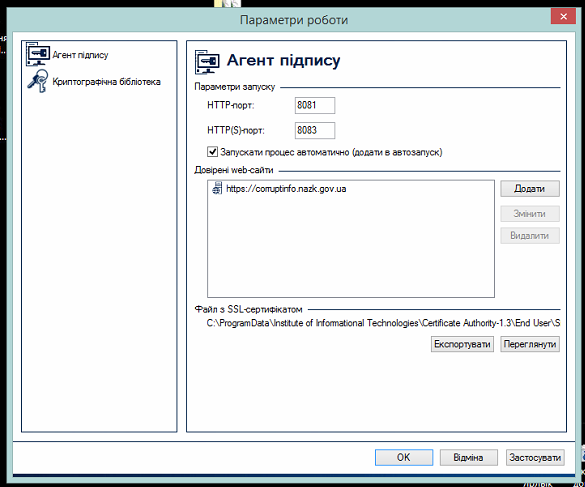 Параметри роботи
Агент підпису
Криптографічна бібліотека
Агент підпису
Параметри запуску
HTTP-порт: 8081
HTTP(S)-порт: 8083
Запускати процес автоматично (додати в автозапуск)
Довірені web-сайти
https://corruptinfo.nazk.gov.ua
Додати
Змінити
Видалити
Файл з SSL-сертифікатом
C:\ProgramData\Institute of Informational Technologies\Certificate Authority-1.3\End User\S
Експортувати Переглянути
OK Відміна Застосувати